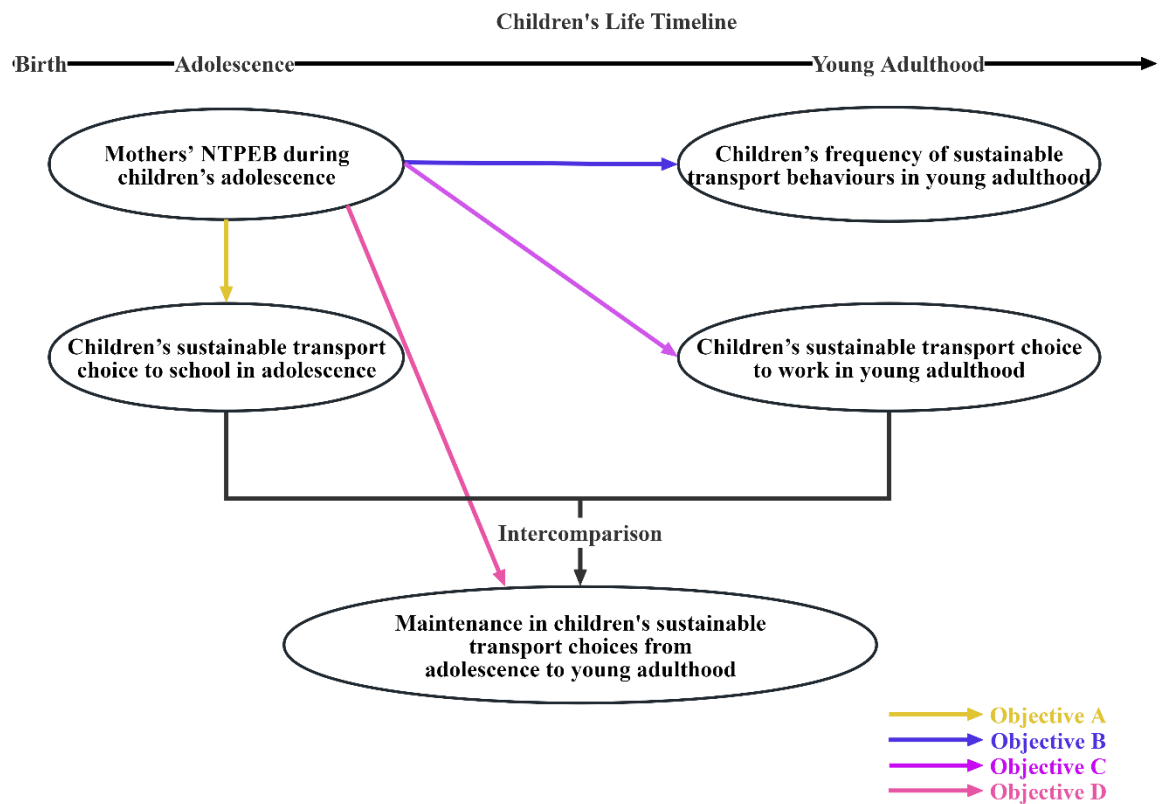 Children's Life Timeline
Birth
Adolescence
Young Adulthood
Mothers’ NTPEB during
children’s adolescence
Children’s frequency of sustainable
transport behaviours in young adulthood
Children’s sustainable transport
choice to school in adolescence
Children’s sustainable transport choice
to work in young adulthood
Intercomparison
Maintenance in children's sustainable
transport choices from
adolescence to young adulthood
Objective A
Objective B
Objective C
Objective D